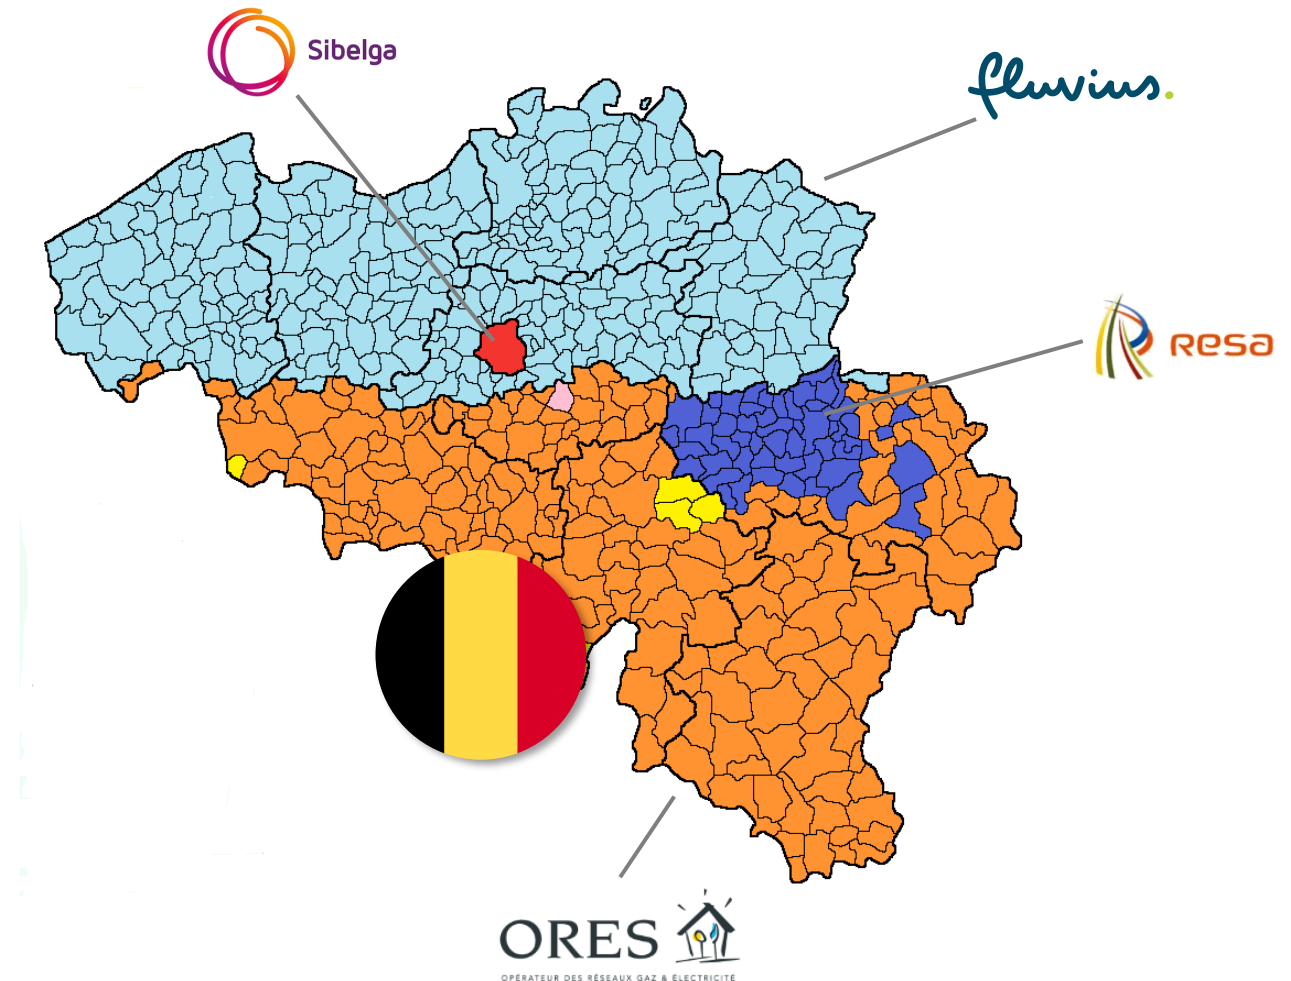 Sibelga
fluvius.
RESA
ORES
OPÉRATEUR DES RÉSEAUX GAZ & ÉLECTRICITÉ